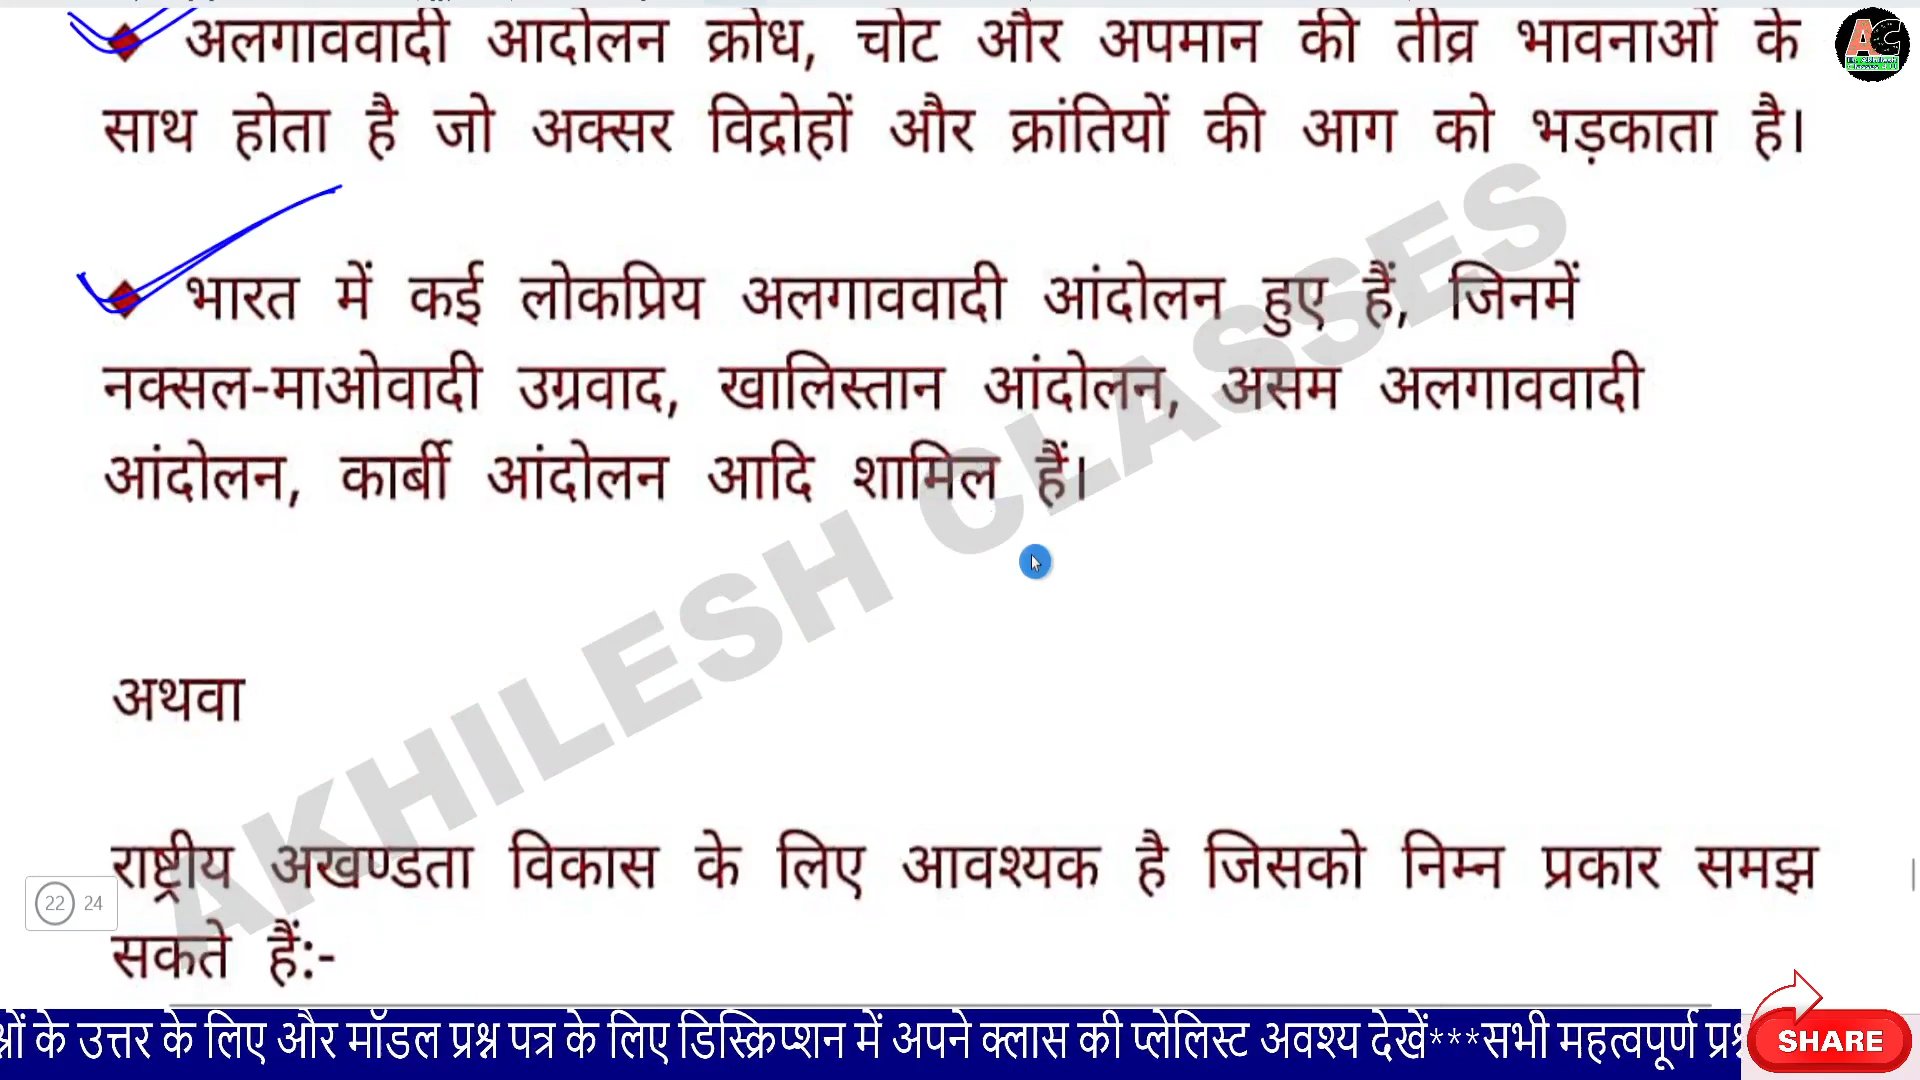 अलगाववादी आदोलन क्रोध, चोट और अपमान की तीव्र भावनाओं के
साथ होता है जो अक्सर विद्रोहों और क्रांतियों की आग को भड़काता है।
भारत में कई लोकप्रिय अलगाववादी आंदोलन हुए हैं, जिनमें
नक्सल-माओवादी उग्रवाद, खालिस्तान आंदोलन, असम अलगाववादी
आंदोलन, कार्बी आंदोलन आदि शामिल हैं।
AKHILESH CLASSES
अथवा
राष्ट्रीय अखण्डता विकास के लिए आवश्यक है जिसको निम्न प्रकार समझ
सकते हैं:-
22 24
के उत्तर के लिए और मॉडल प्रश्न पत्र के लिए डिस्क्रिप्शन में अपने क्लास की प्लेलिस्ट अवश्य देखें***सभी महत्वपूर्ण
SHARE
AC